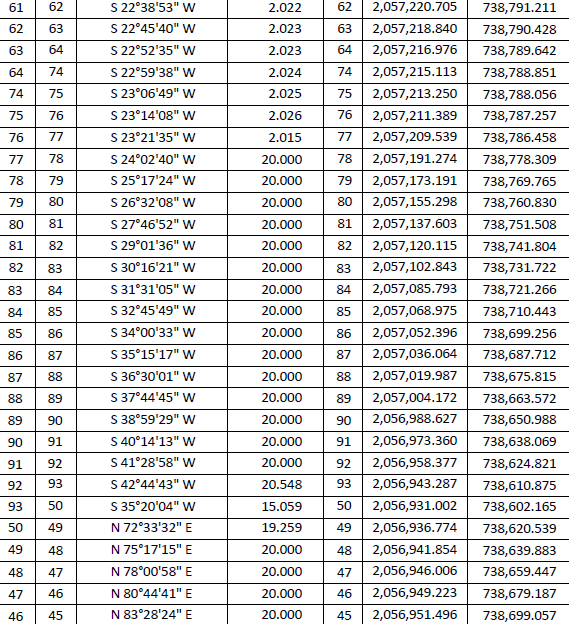 61 62 S 22°38'53" W 2.022 62 2,057,220.705 738,791.211
62 63 S 22°45'40" W 2.023 63 2,057,218.840 738,790.428
63 64 S 22°52'35" W 2.023 64 2,057,216.976 738,789.642
64 74 S 22°59'38" W 2.024 74 2,057,215.113 738,788.851
74 75 S 23°06'49" W 2.025 75 2,057,213.250 738,788.056
75 76 S 23°14'08" W 2.026 76 2,057,211.389 738,787.257
76 77 S 23°21'35" W 2.015 77 2,057,209.539 738,786.458
77 78 S 24°02'40" W 20.000 78 2,057,191.274 738,778.309
78 79 S 25°17'24" W 20.000 79 2,057,173.191 738,769.765
79 80 S 26°32'08" W 20.000 80 2,057,155.298 738,760.830
80 81 S 27°46'52" W 20.000 81 2,057,137.603 738,751.508
81 82 S 29°01'36" W 20.000 82 2,057,120.115 738,741.804
82 83 S 30°16'21" W 20.000 83 2,057,102.843 738,731.722
83 84 S 31°31'05" W 20.000 84 2,057,085.793 738,721.266
84 85 S 32°45'49" W 20.000 85 2,057,068.975 738,710.443
85 86 S 34°00'33" W 20.000 86 2,057,052.396 738,699.256
86 87 S 35°15'17" W 20.000 87 2,057,036.064 738,687.712
87 88 S 36°30'01" W 20.000 88 2,057,019.987 738,675.815
88 89 S 37°44'45" W 20.000 89 2,057,004.172 738,663.572
89 90 S 38°59'29" W 20.000 90 2,056,988.627 738,650.988
90 91 S 40°14'13" W 20.000 91 2,056,973.360 738,638.069
91 92 S 41°28'58" W 20.000 92 2,056,958.377 738,624.821
92 93 S 42°44'43" W 20.548 93 2,056,943.287 738,610.875
93 50 S 35°20'04" W 15.059 50 2,056,931.002 738,602.165
50 49 N 72°33'32" E 19.259 49 2,056,936.774 738,620.539
49 48 N 75°17'15" E 20.000 48 2,056,941.854 738,639.883
48 47 N 78°00'58" E 20.000 47 2,056,946.006 738,659.447
47 46 N 80°44'41" E 20.000 46 2,056,949.223 738,679.187
46 45 N 83°28'24" E 20.000 45 2,056,951.496 738,699.057